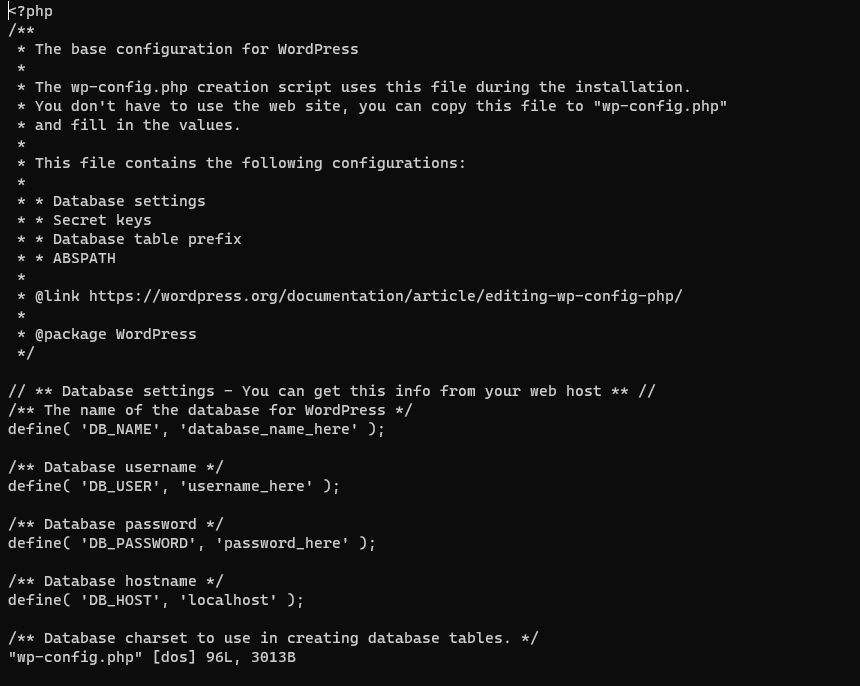 <?php
/**
 * The base configuration for WordPress
 *
 * The wp-config.php creation script uses this file during the installation.
 * You don't have to use the web site, you can copy this file to "wp-config.php"
 * and fill in the values.
 *
 * This file contains the following configurations:
 *
 * * Database settings
 * * Secret keys
 * * Database table prefix
 * * ABSPATH
 *
 * @link https://wordpress.org/documentation/article/editing-wp-config-php/
 *
 * @package WordPress
 */

// ** Database settings - You can get this info from your web host ** //
/** The name of the database for WordPress */
define( 'DB_NAME', 'database_name_here' );

/** Database username */
define( 'DB_USER', 'username_here' );

/** Database password */
define( 'DB_PASSWORD', 'password_here' );

/** Database hostname */
define( 'DB_HOST', 'localhost' );

/** Database charset to use in creating database tables. */
"wp-config.php" [dos] 96L, 3013B